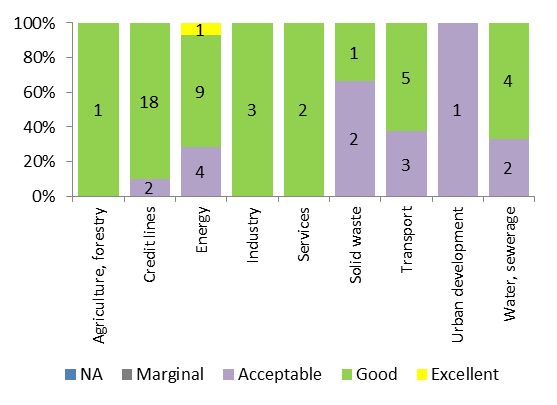 100%
80%
60%
40%
20%
0%
1
18
2
1
9
4
3
2
1
2
5
3
1
4
2
Agriculture, forestry
Credit lines
Energy
Industry
Services
Solid waste
Transport
Urban development
Water, sewerage
NA Marginal Acceptable Good Excellent